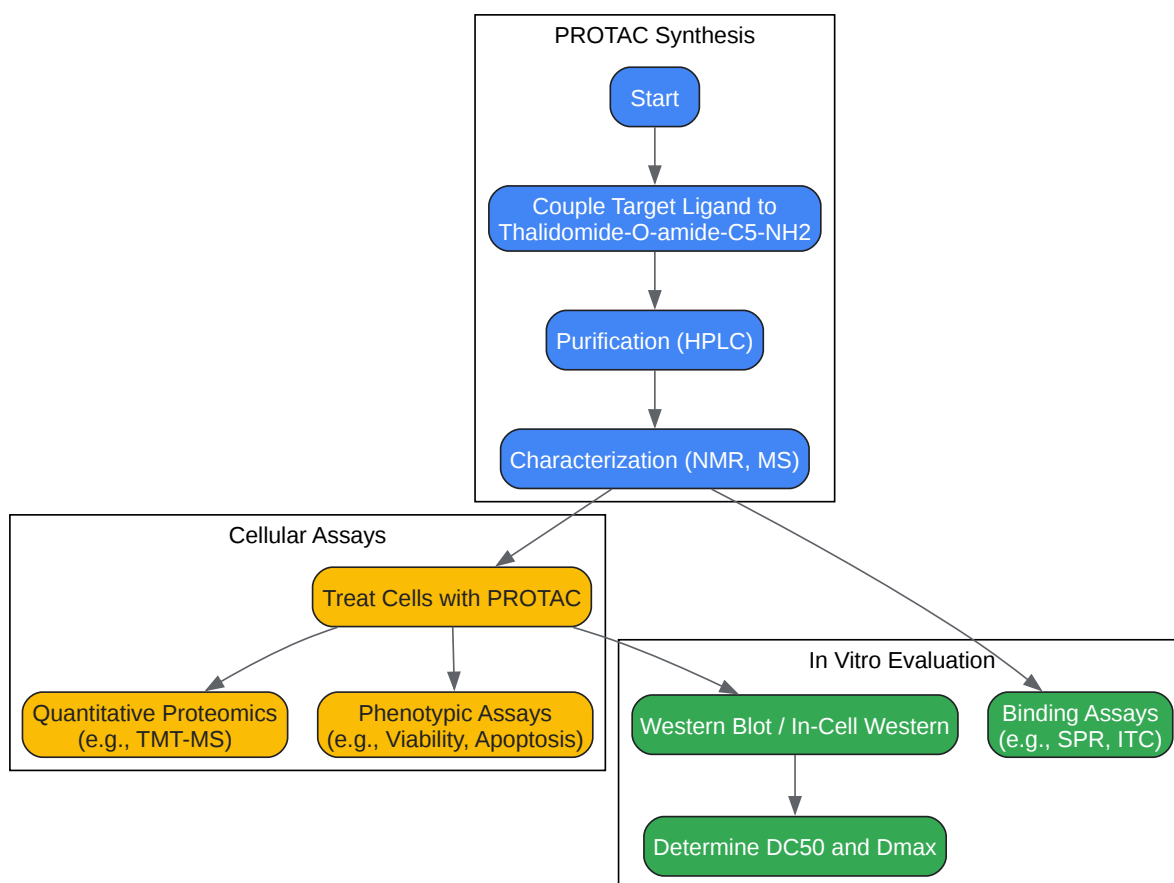 PROTAC Synthesis
Start
Couple Target Ligand to
Thalidomide-O-amide-C5-NH2
Purification (HPLC)
Characterization (NMR, MS)
Cellular Assays
Treat Cells with PROTAC
Quantitative Proteomics
(e.g., TMT-MS)
Phenotypic Assays
(e.g., Viability, Apoptosis)
In Vitro Evaluation
Western Blot / In-Cell Western
Binding Assays
(e.g., SPR, ITC)
Determine DC50 and Dmax